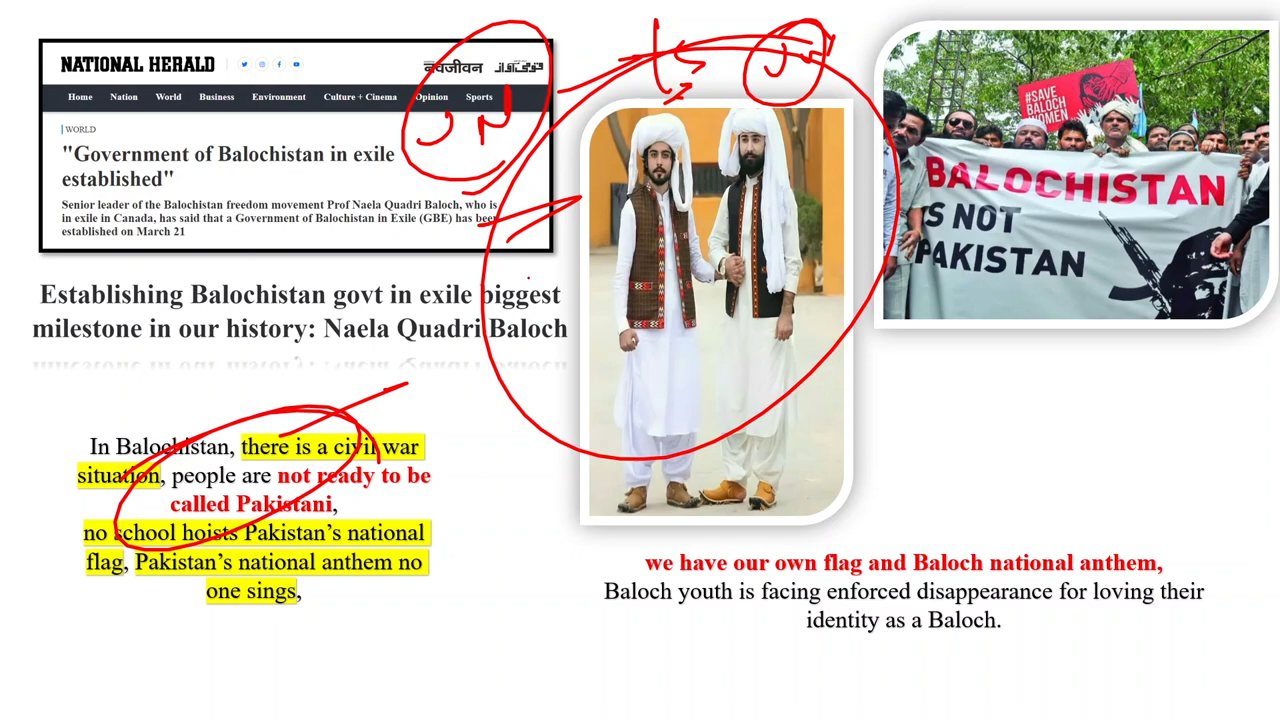 NATIONAL HERALD
नवजीवन قومی آواز
Home Nation World Business Environment Culture + Cinema Opinion Sports
WORLD
"Government of Balochistan in exile
established"
Senior leader of the Balochistan freedom movement Prof Naela Quadri Baloch, who is
in exile in Canada, has said that a Government of Balochistan in Exile (GBE) has been
established on March 21
Establishing Balochistan govt in exile biggest
milestone in our history: Naela Quadri Baloch
In Balochistan, there is a civil war
situation, people are not ready to be
called Pakistani,
no school hoists Pakistan’s national
flag, Pakistan’s national anthem no
one sings,
#SAVE
BALOCH
WOMEN
BALOCHISTAN
IS NOT
PAKISTAN
we have our own flag and Baloch national anthem,
Baloch youth is facing enforced disappearance for loving their
identity as a Baloch.